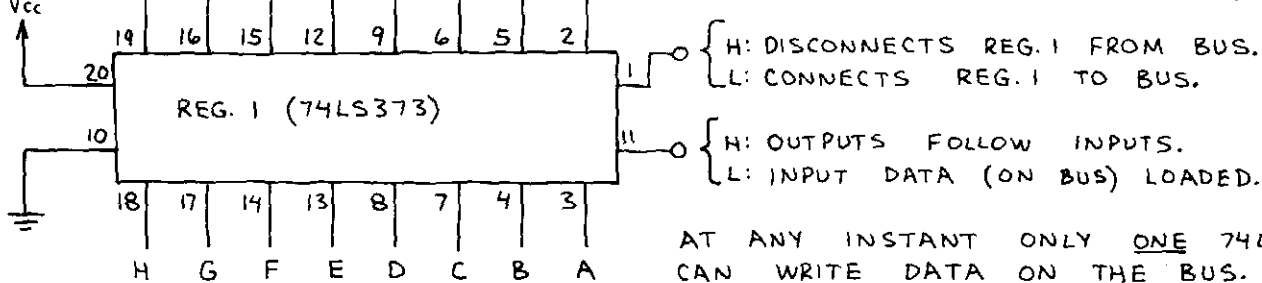 Vcc
19 16 15 12 9 6 5 2
20
1
H: DISCONNECTS REG. 1 FROM BUS.
L: CONNECTS REG. 1 TO BUS.
REG. 1 (74LS373)
10
11
H: OUTPUTS FOLLOW INPUTS.
L: INPUT DATA (ON BUS) LOADED.
18 17 14 13 8 7 4 3
H G F E D C B A
AT ANY INSTANT ONLY ONE 74L
CAN WRITE DATA ON THE BUS.